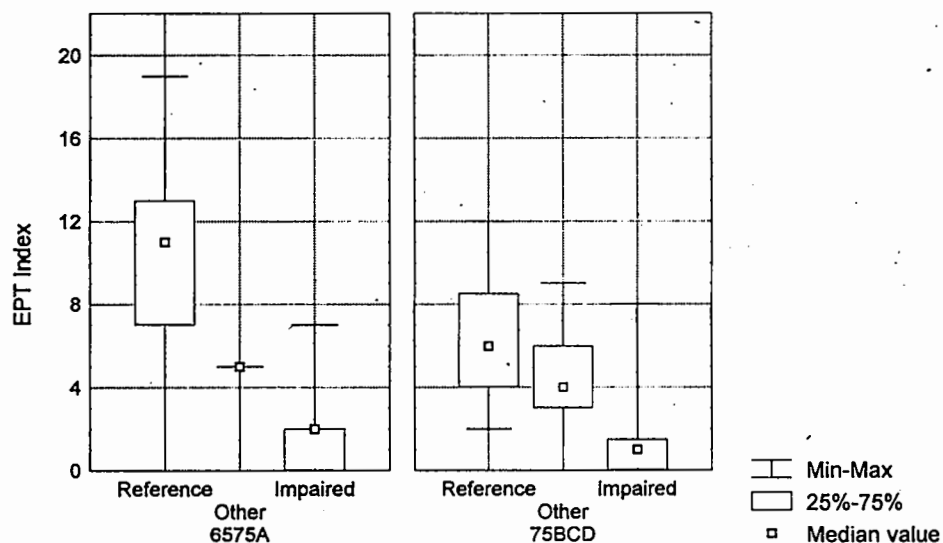 EPT Index
20
16
12
8
4
0
Reference Impaired
Other
6575A
Reference Impaired
Other
75BCD
Min-Max
25%-75%
Median value